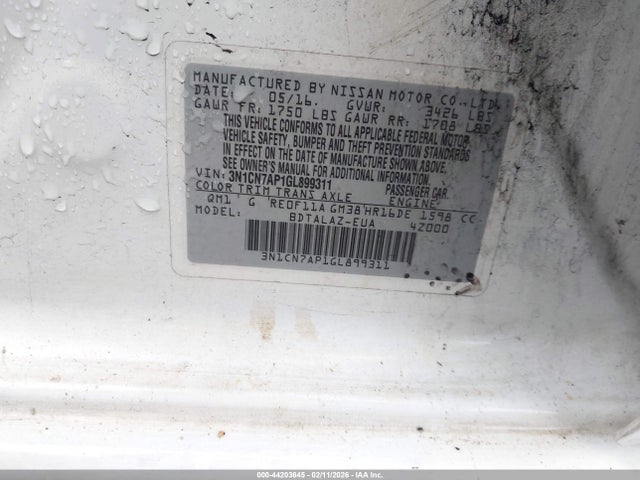 MANUFACTURED BY NISSAN MOTOR CO., LTD.
DATE: 05/16. GVWR: 3426 LBS
GAWR FR: 1750 LBS GAWR RR: 1708 LBS
THIS VEHICLE CONFORMS TO ALL APPLICABLE FEDERAL MOTOR
VEHICLE SAFETY, BUMPER, AND THEFT PREVENTION STANDARDS
IN EFFECT ON THE DATE OF MANUFACTURE SHOWN ABOVE.
SEE OWNER'S MANUAL FOR ADDITIONAL INFORMATION.
VIN: 3N1CN7AP1GL899311 PASSENGER CAR
COLOR TRIM TRANS AXLE ENGINE
QM1 G RE0F11A GM38 HR16DE 1598 CC
MODEL: BDTALAZ-EUA 4Z000
3N1CN7AP1GL899311
000-44203645 - 02/11/2026 - IAAI, Inc.